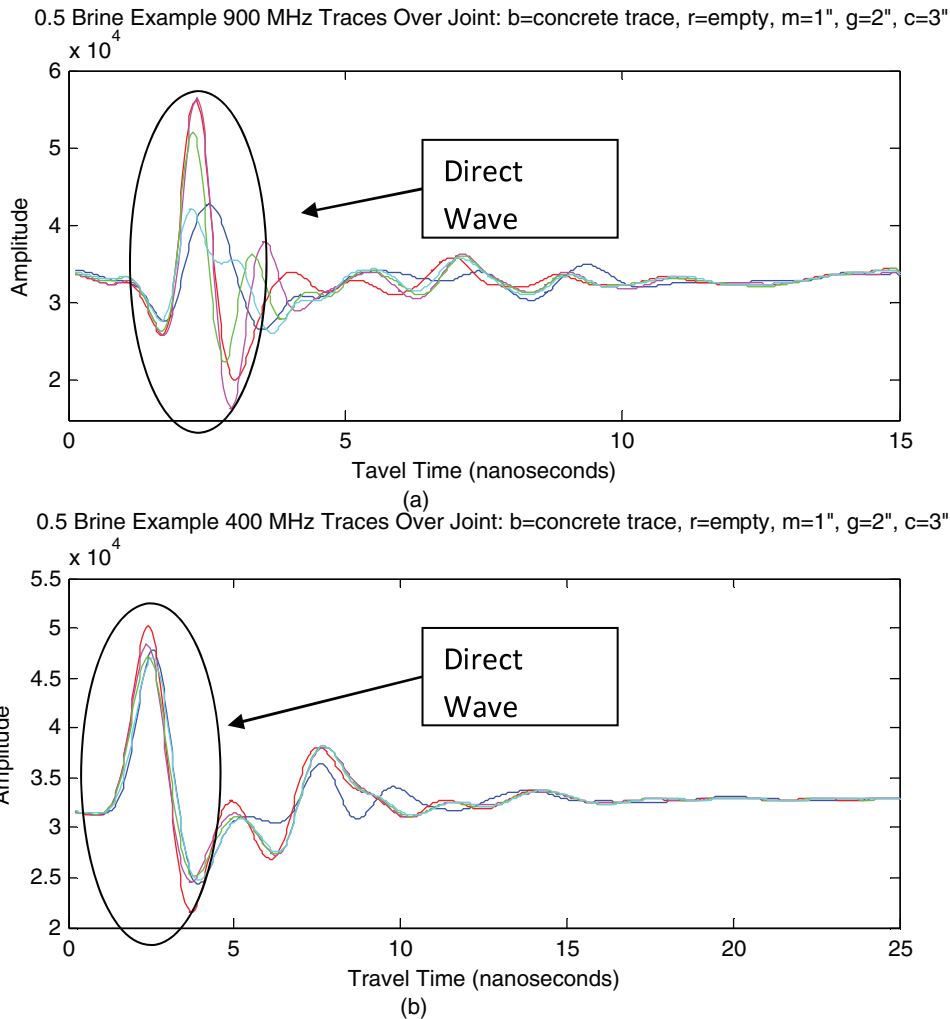 0.5 Brine Example 900 MHz Traces Over Joint: b=concrete trace, r=empty, m=1", g=2", c=3"
x 10^4
6
5
4
3
2
Amplitude
Direct
Wave
0 5 10 15
Tavel Time (nanoseconds)
(a)
0.5 Brine Example 400 MHz Traces Over Joint: b=concrete trace, r=empty, m=1", g=2", c=3"
x 10^4
5.5
5
4.5
4
3.5
3
2.5
2
Amplitude
Direct
Wave
0 5 10 15 20 25
Travel Time (nanoseconds)
(b)